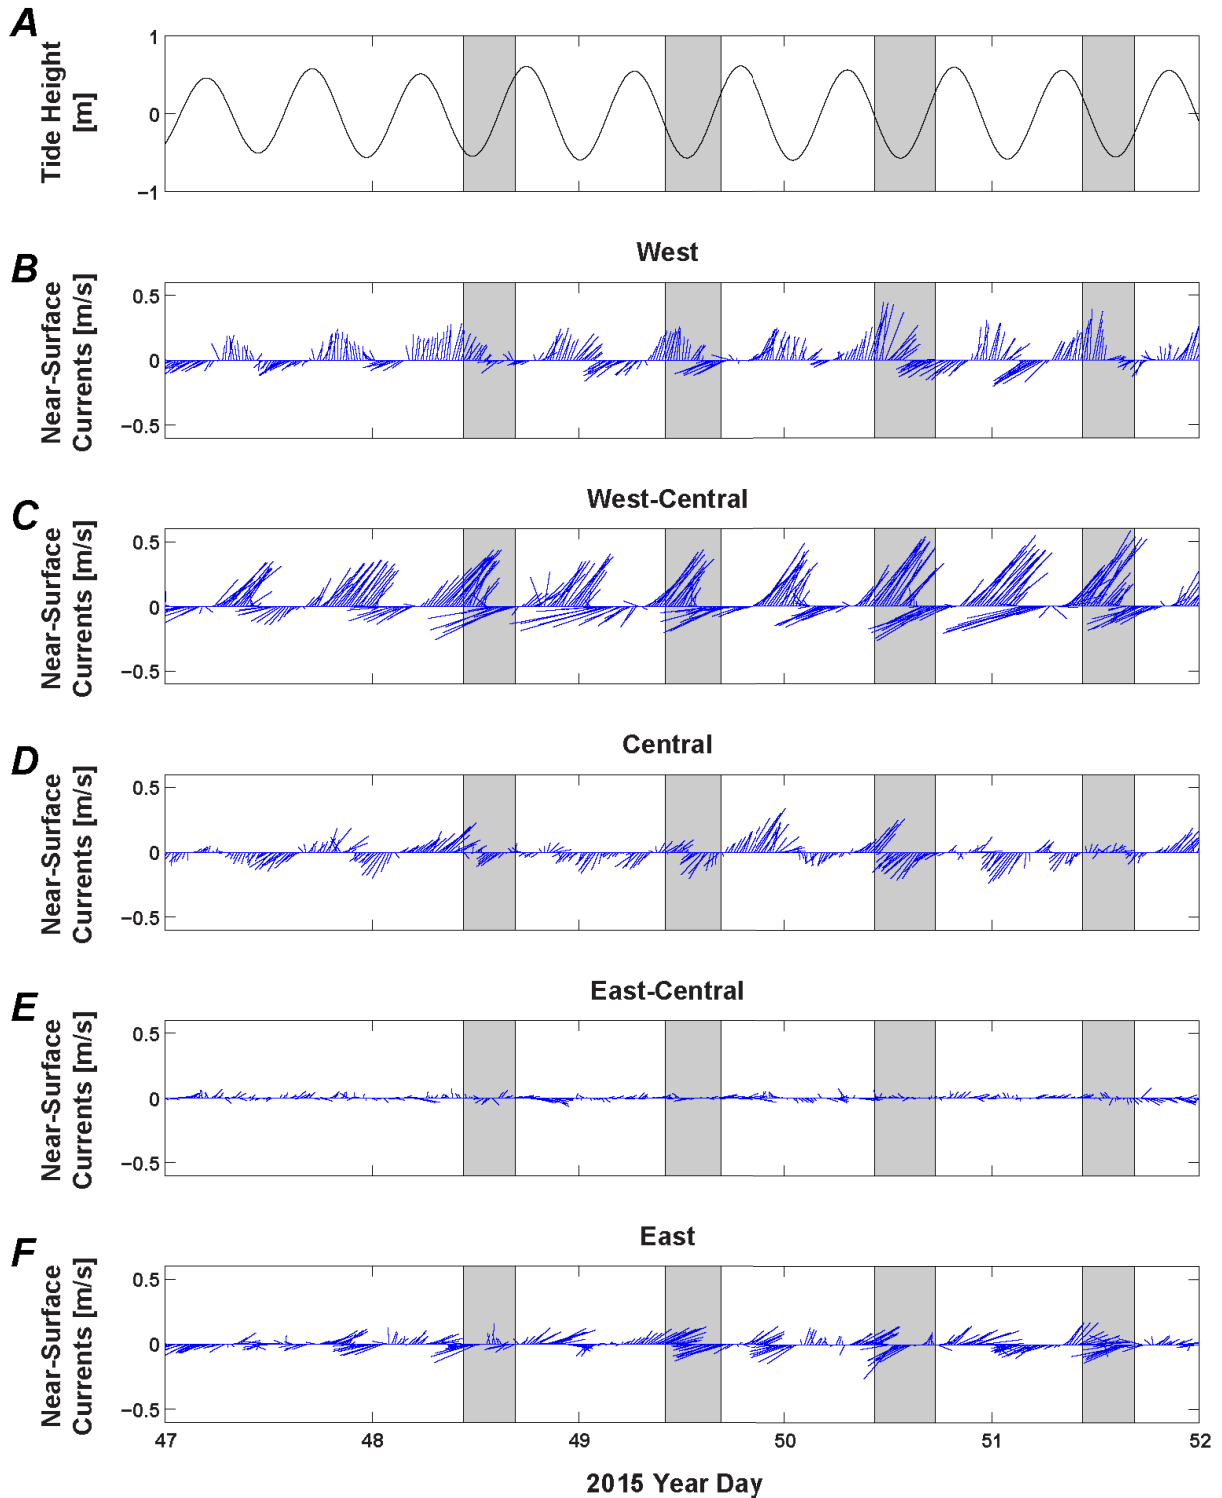 A
Tide Height
[m]
1
0
−1
West
B
Near-Surface
Currents [m/s]
0.5
0
−0.5
West-Central
C
Near-Surface
Currents [m/s]
0.5
0
−0.5
Central
D
Near-Surface
Currents [m/s]
0.5
0
−0.5
East-Central
E
Near-Surface
Currents [m/s]
0.5
0
−0.5
East
F
Near-Surface
Currents [m/s]
0.5
0
−0.5
47 48 49 50 51 52
2015 Year Day